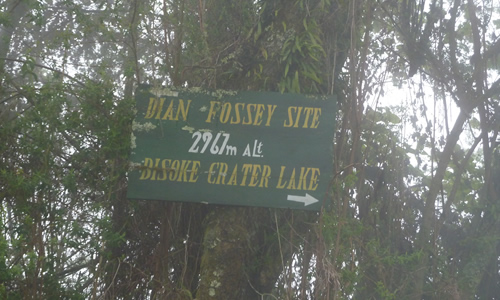 DIAN FOSSEY SITE
2967m Alt.
BISOKE CRATER LAKE